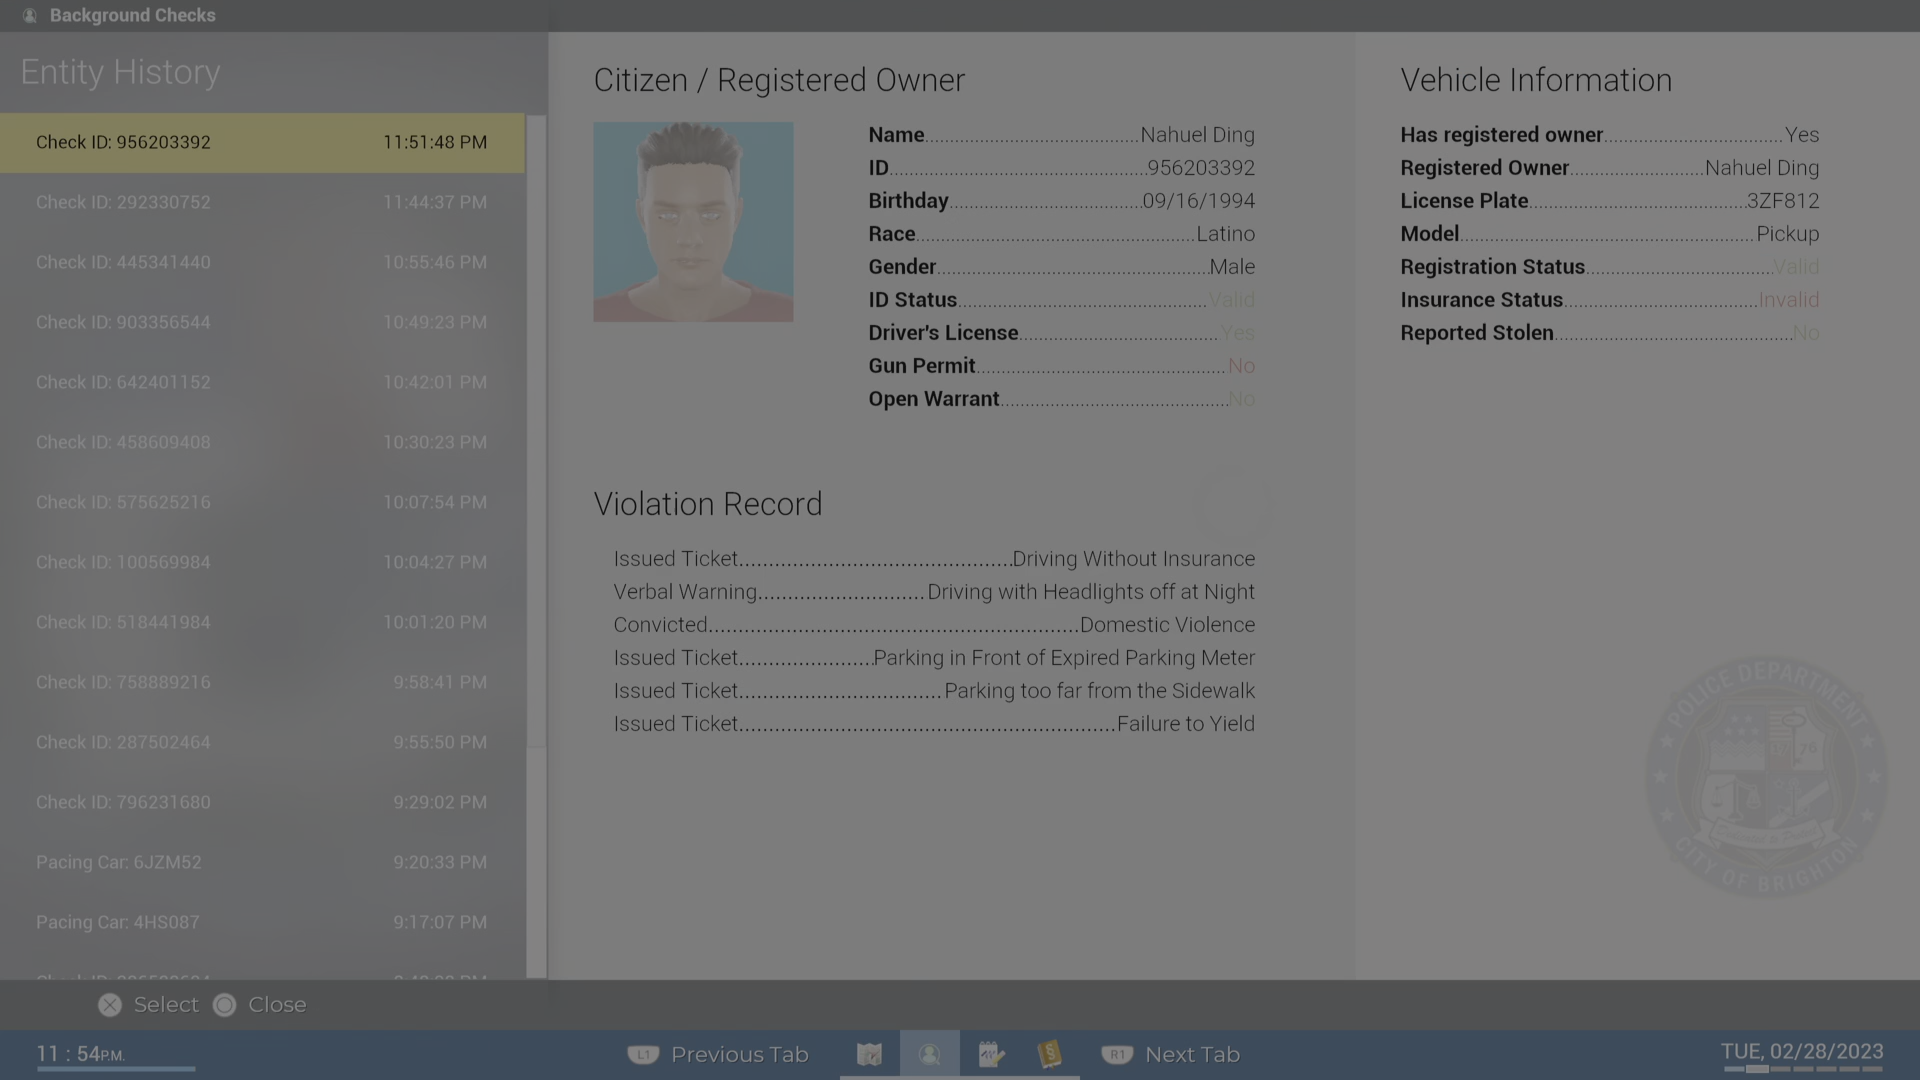 Background Checks
Entity History
Check ID: 956203392 11:51:48 PM
Check ID: 292330752 11:44:37 PM
Check ID: 445341440 10:55:46 PM
Check ID: 903356544 10:49:23 PM
Check ID: 642401152 10:42:01 PM
Check ID: 458609408 10:30:23 PM
Check ID: 575625216 10:07:54 PM
Check ID: 100569984 10:04:27 PM
Check ID: 518441984 10:01:20 PM
Check ID: 758889216 9:58:41 PM
Check ID: 287502464 9:55:50 PM
Check ID: 796231680 9:29:02 PM
Pacing Car: 6JZM52 9:20:33 PM
Pacing Car: 4HS087 9:17:07 PM
Citizen / Registered Owner
Name Nahuel Ding
ID 956203392
Birthday 09/16/1994
Race Latino
Gender Male
ID Status Valid
Driver's License Yes
Gun Permit No
Open Warrant No
Violation Record
Issued Ticket Driving Without Insurance
Verbal Warning Driving with Headlights off at Night
Convicted Domestic Violence
Issued Ticket Parking in Front of Expired Parking Meter
Issued Ticket Parking too far from the Sidewalk
Issued Ticket Failure to Yield
Vehicle Information
Has registered owner Yes
Registered Owner Nahuel Ding
License Plate 3ZF812
Model Pickup
Registration Status Valid
Insurance Status Invalid
Reported Stolen No
POLICE DEPARTMENT
76
CITY OF BRIGHTON
Select Close
11 : 54 P.M.
L1 Previous Tab
R1 Next Tab
TUE, 02/28/2023